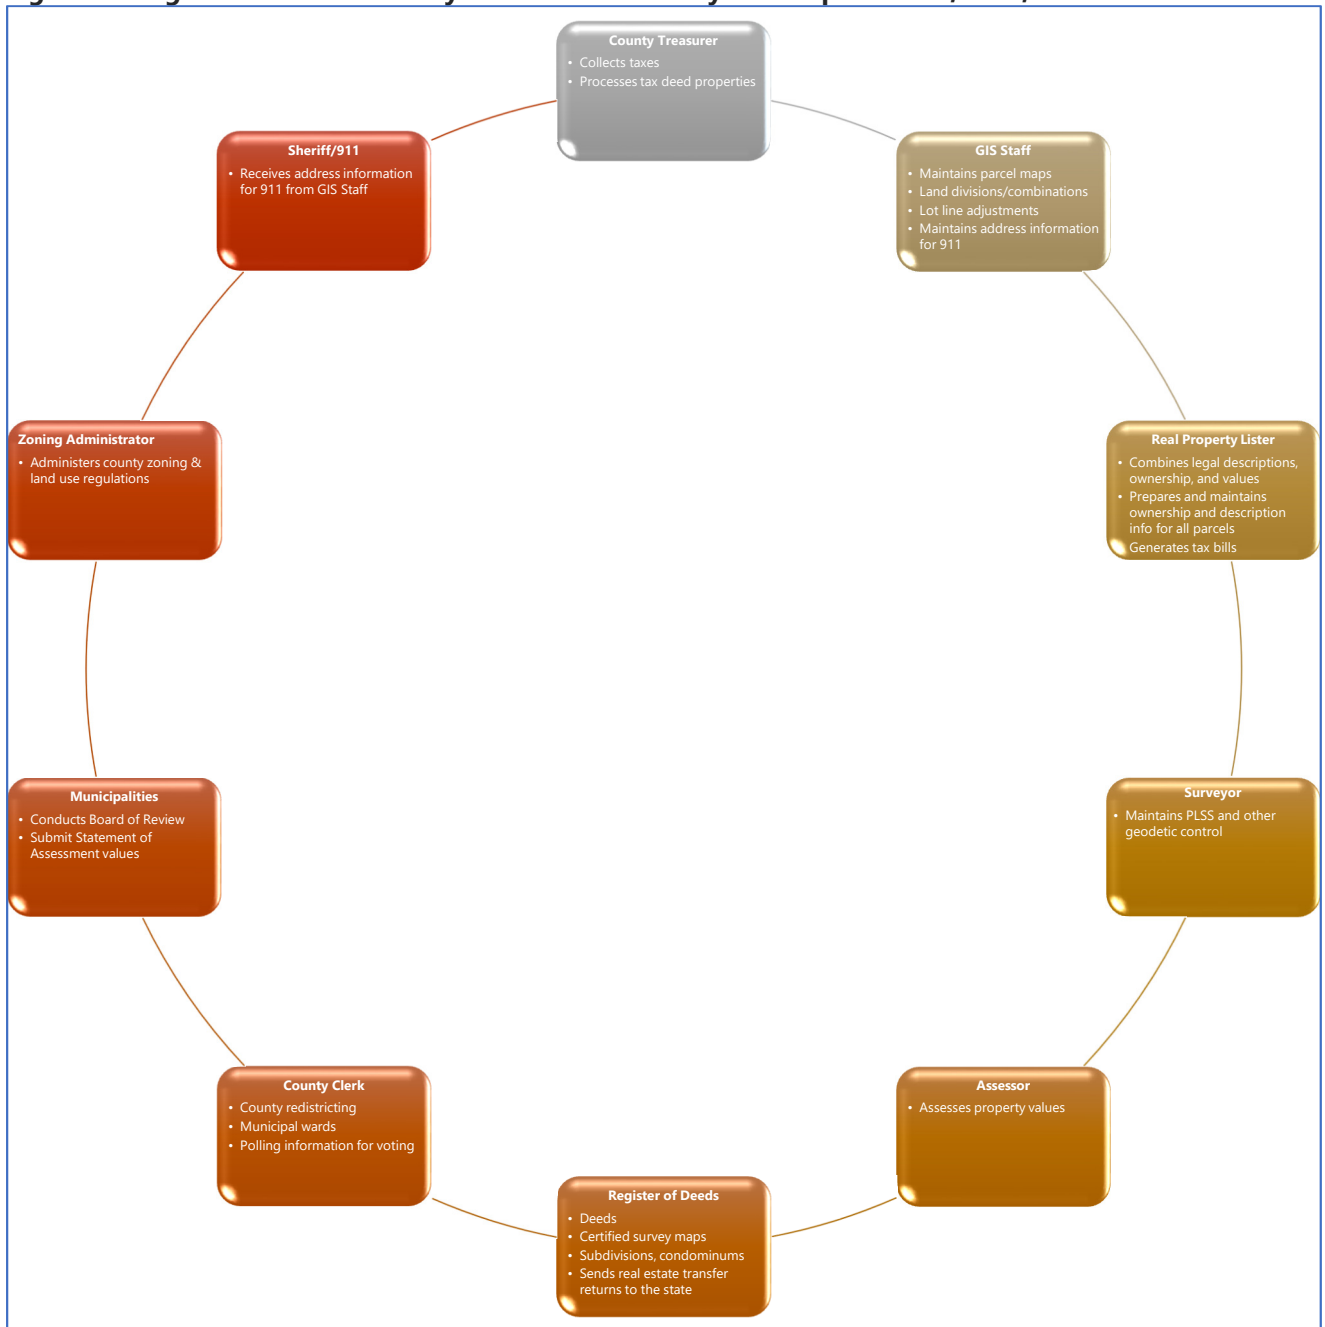 County Treasurer
• Collects taxes
• Processes tax deed properties
GIS Staff
• Maintains parcel maps
• Land divisions/combinations
• Lot line adjustments
• Maintains address information
for 911
Real Property Lister
• Combines legal descriptions,
ownership, and values
• Prepares and maintains
ownership and description
info for all parcels
Generates tax bills
Surveyor
• Maintains PLSS and other
geodetic control
Assessor
• Assesses property values
Register of Deeds
• Deeds
• Certified survey maps
• Subdivisions, condominums
• Sends real estate transfer
returns to the state
County Clerk
• County redistricting
• Municipal wards
• Polling information for voting
Municipalities
• Conducts Board of Review
• Submit Statement of
Assessment values
Zoning Administrator
• Administers county zoning &
land use regulations
Sheriff/911
• Receives address information
for 911 from GIS Staff